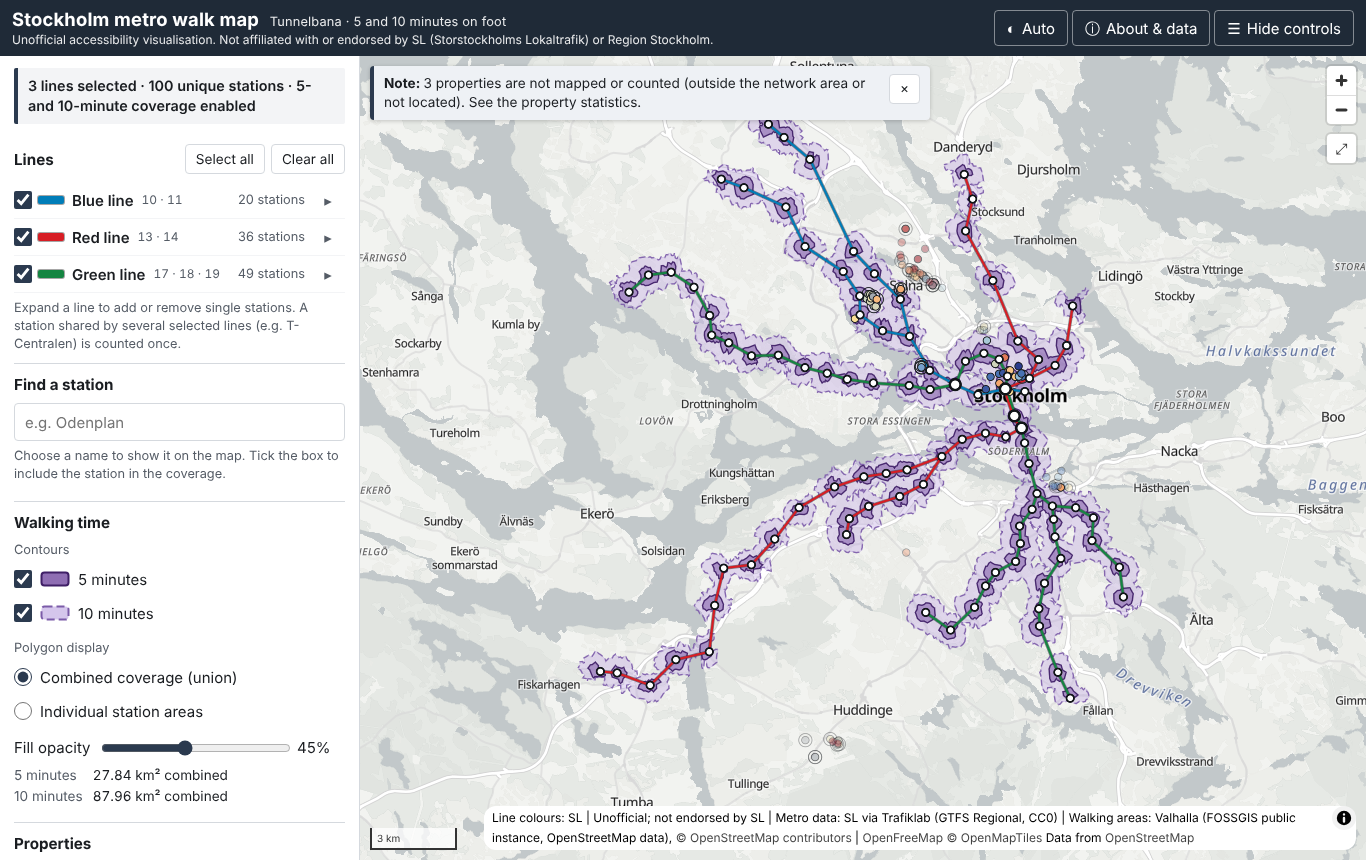 Stockholm metro walk map Tunnelbana · 5 and 10 minutes on foot
Unofficial accessibility visualisation. Not affiliated with or endorsed by SL (Storstockholms Lokaltrafik) or Region Stockholm.
Auto
About & data
Hide controls
3 lines selected · 100 unique stations · 5-
and 10-minute coverage enabled
Lines
Select all
Clear all
Blue line 10 · 11 20 stations
Red line 13 · 14 36 stations
Green line 17 · 18 · 19 49 stations
Expand a line to add or remove single stations. A
station shared by several selected lines (e.g. T-
Centralen) is counted once.
Find a station
e.g. Odenplan
Choose a name to show it on the map. Tick the box to
include the station in the coverage.
Walking time
Contours
5 minutes
10 minutes
Polygon display
Combined coverage (union)
Individual station areas
Fill opacity 45%
5 minutes 27.84 km² combined
10 minutes 87.96 km² combined
Properties
Note: 3 properties are not mapped or counted (outside the network area or
not located). See the property statistics.
×
+
−
Sollentuna
Danderyd
Djursholm
Stocksund
Tranholmen
FÄRINGSÖ
Lidingö
Västra Yttringe
Stockby
Sånga
Solna
Kumla by
Sockarby
Halvkakssundet
Stenhamra
Drottningholm
Stockholm
STORA
FJÄDERHOLMEN
LOVÖN
STORA ESSINGEN
Boo
Tureholm
SÖDERMALM
Nacka
Kungshättan
Hästhagen
EKERÖ
Eriksberg
Fisksätra
Ekerö
Sundby
Älvnäs
Solsidan
Ekerö
sommarstad
Älta
Fiskarhagen
Drevviken
Huddinge
Fållan
Drevviksstrand
Tullinge
Tumba
3 km
Line colours: SL | Unofficial; not endorsed by SL | Metro data: SL via Trafiklab (GTFS Regional, CC0) | Walking areas: Valhalla (FOSSGIS public
instance, OpenStreetMap data), © OpenStreetMap contributors | OpenFreeMap © OpenMapTiles Data from OpenStreetMap